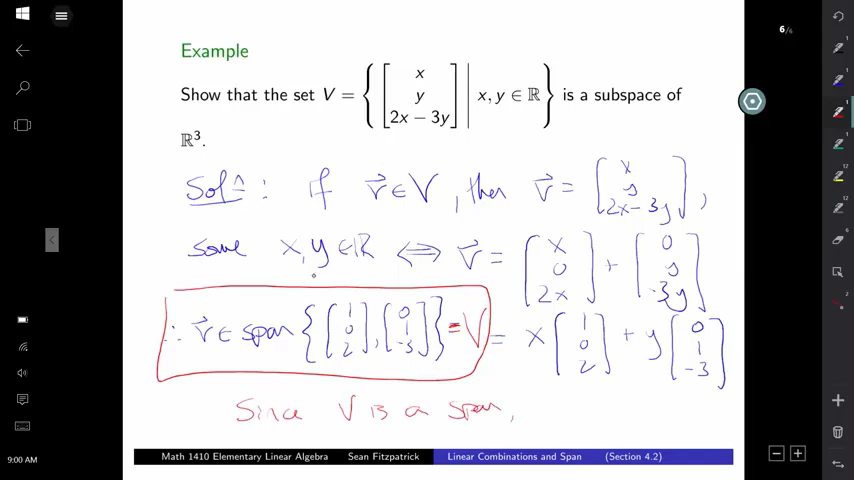 6/6
Example
Show that the set V = { [ x y 2x − 3y ] | x, y ∈ ℝ } is a subspace of
ℝ³.
Solⁿ: If v⃗ ∈ V, then v⃗ = [ x y 2x−3y ],
some x, y ∈ ℝ ⟺ v⃗ = [ x 0 2x ] + [ 0 y -3y ]
∴ v⃗ ∈ span { [ 1 0 2 ], [ 0 1 -3 ] } = V = x [ 1 0 2 ] + y [ 0 1 -3 ]
Since V is a span,
Math 1410 Elementary Linear Algebra Sean Fitzpatrick Linear Combinations and Span (Section 4.2)
9:00 AM